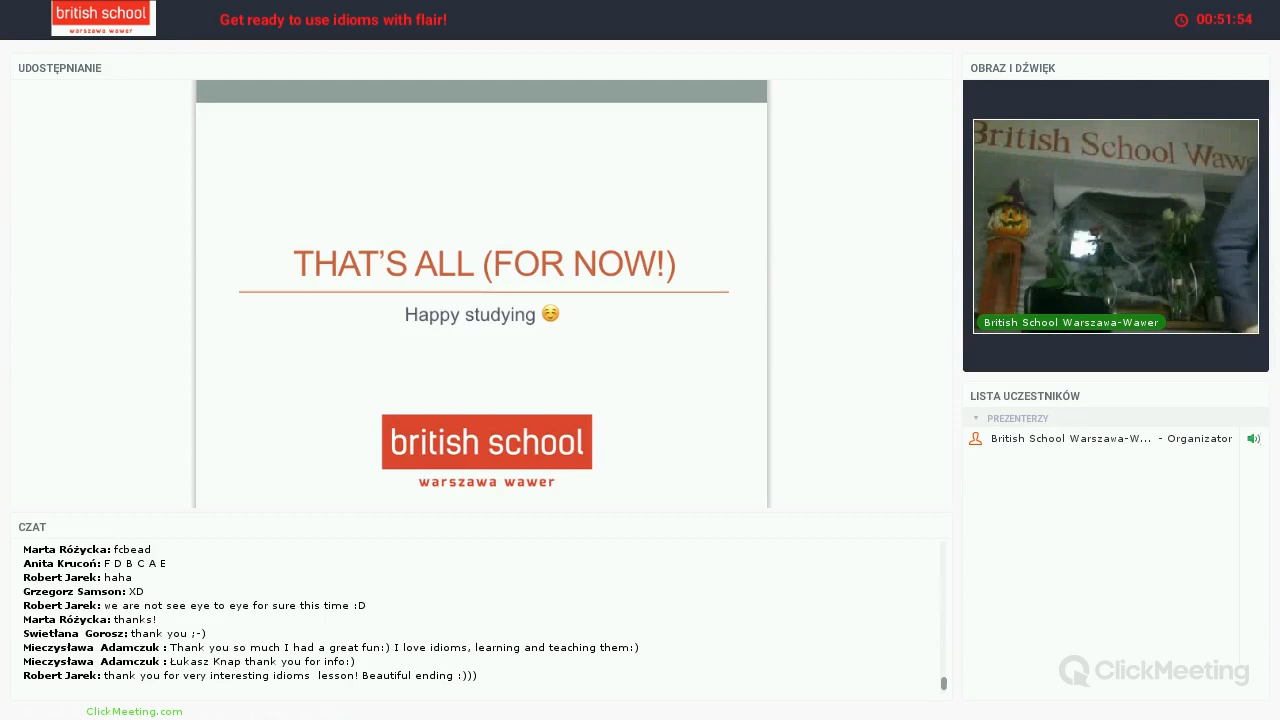 british school
warszawa wawer
Get ready to use idioms with flair!
00:51:54
UDOSTĘPNIANIE
THAT'S ALL (FOR NOW!)
Happy studying 😊
british school
warszawa wawer
OBRAZ I DŹWIĘK
British School Wawe
British School Warszawa-Wawer
LISTA UCZESTNIKÓW
PREZENTERZY
British School Warszawa-W... - Organizator
CZAT
Marta Różycka: fcbead
Anita Krucoń: F D B C A E
Robert Jarek: haha
Grzegorz Samson: XD
Robert Jarek: we are not see eye to eye for sure this time :D
Marta Różycka: thanks!
Swietłana Gorosz: thank you ;-)
Mieczysława Adamczuk : Thank you so much I had a great fun:) I love idioms, learning and teaching them:)
Mieczysława Adamczuk : Łukasz Knap thank you for info:)
Robert Jarek: thank you for very interesting idioms lesson! Beautiful ending :)))
ClickMeeting
ClickMeeting.com